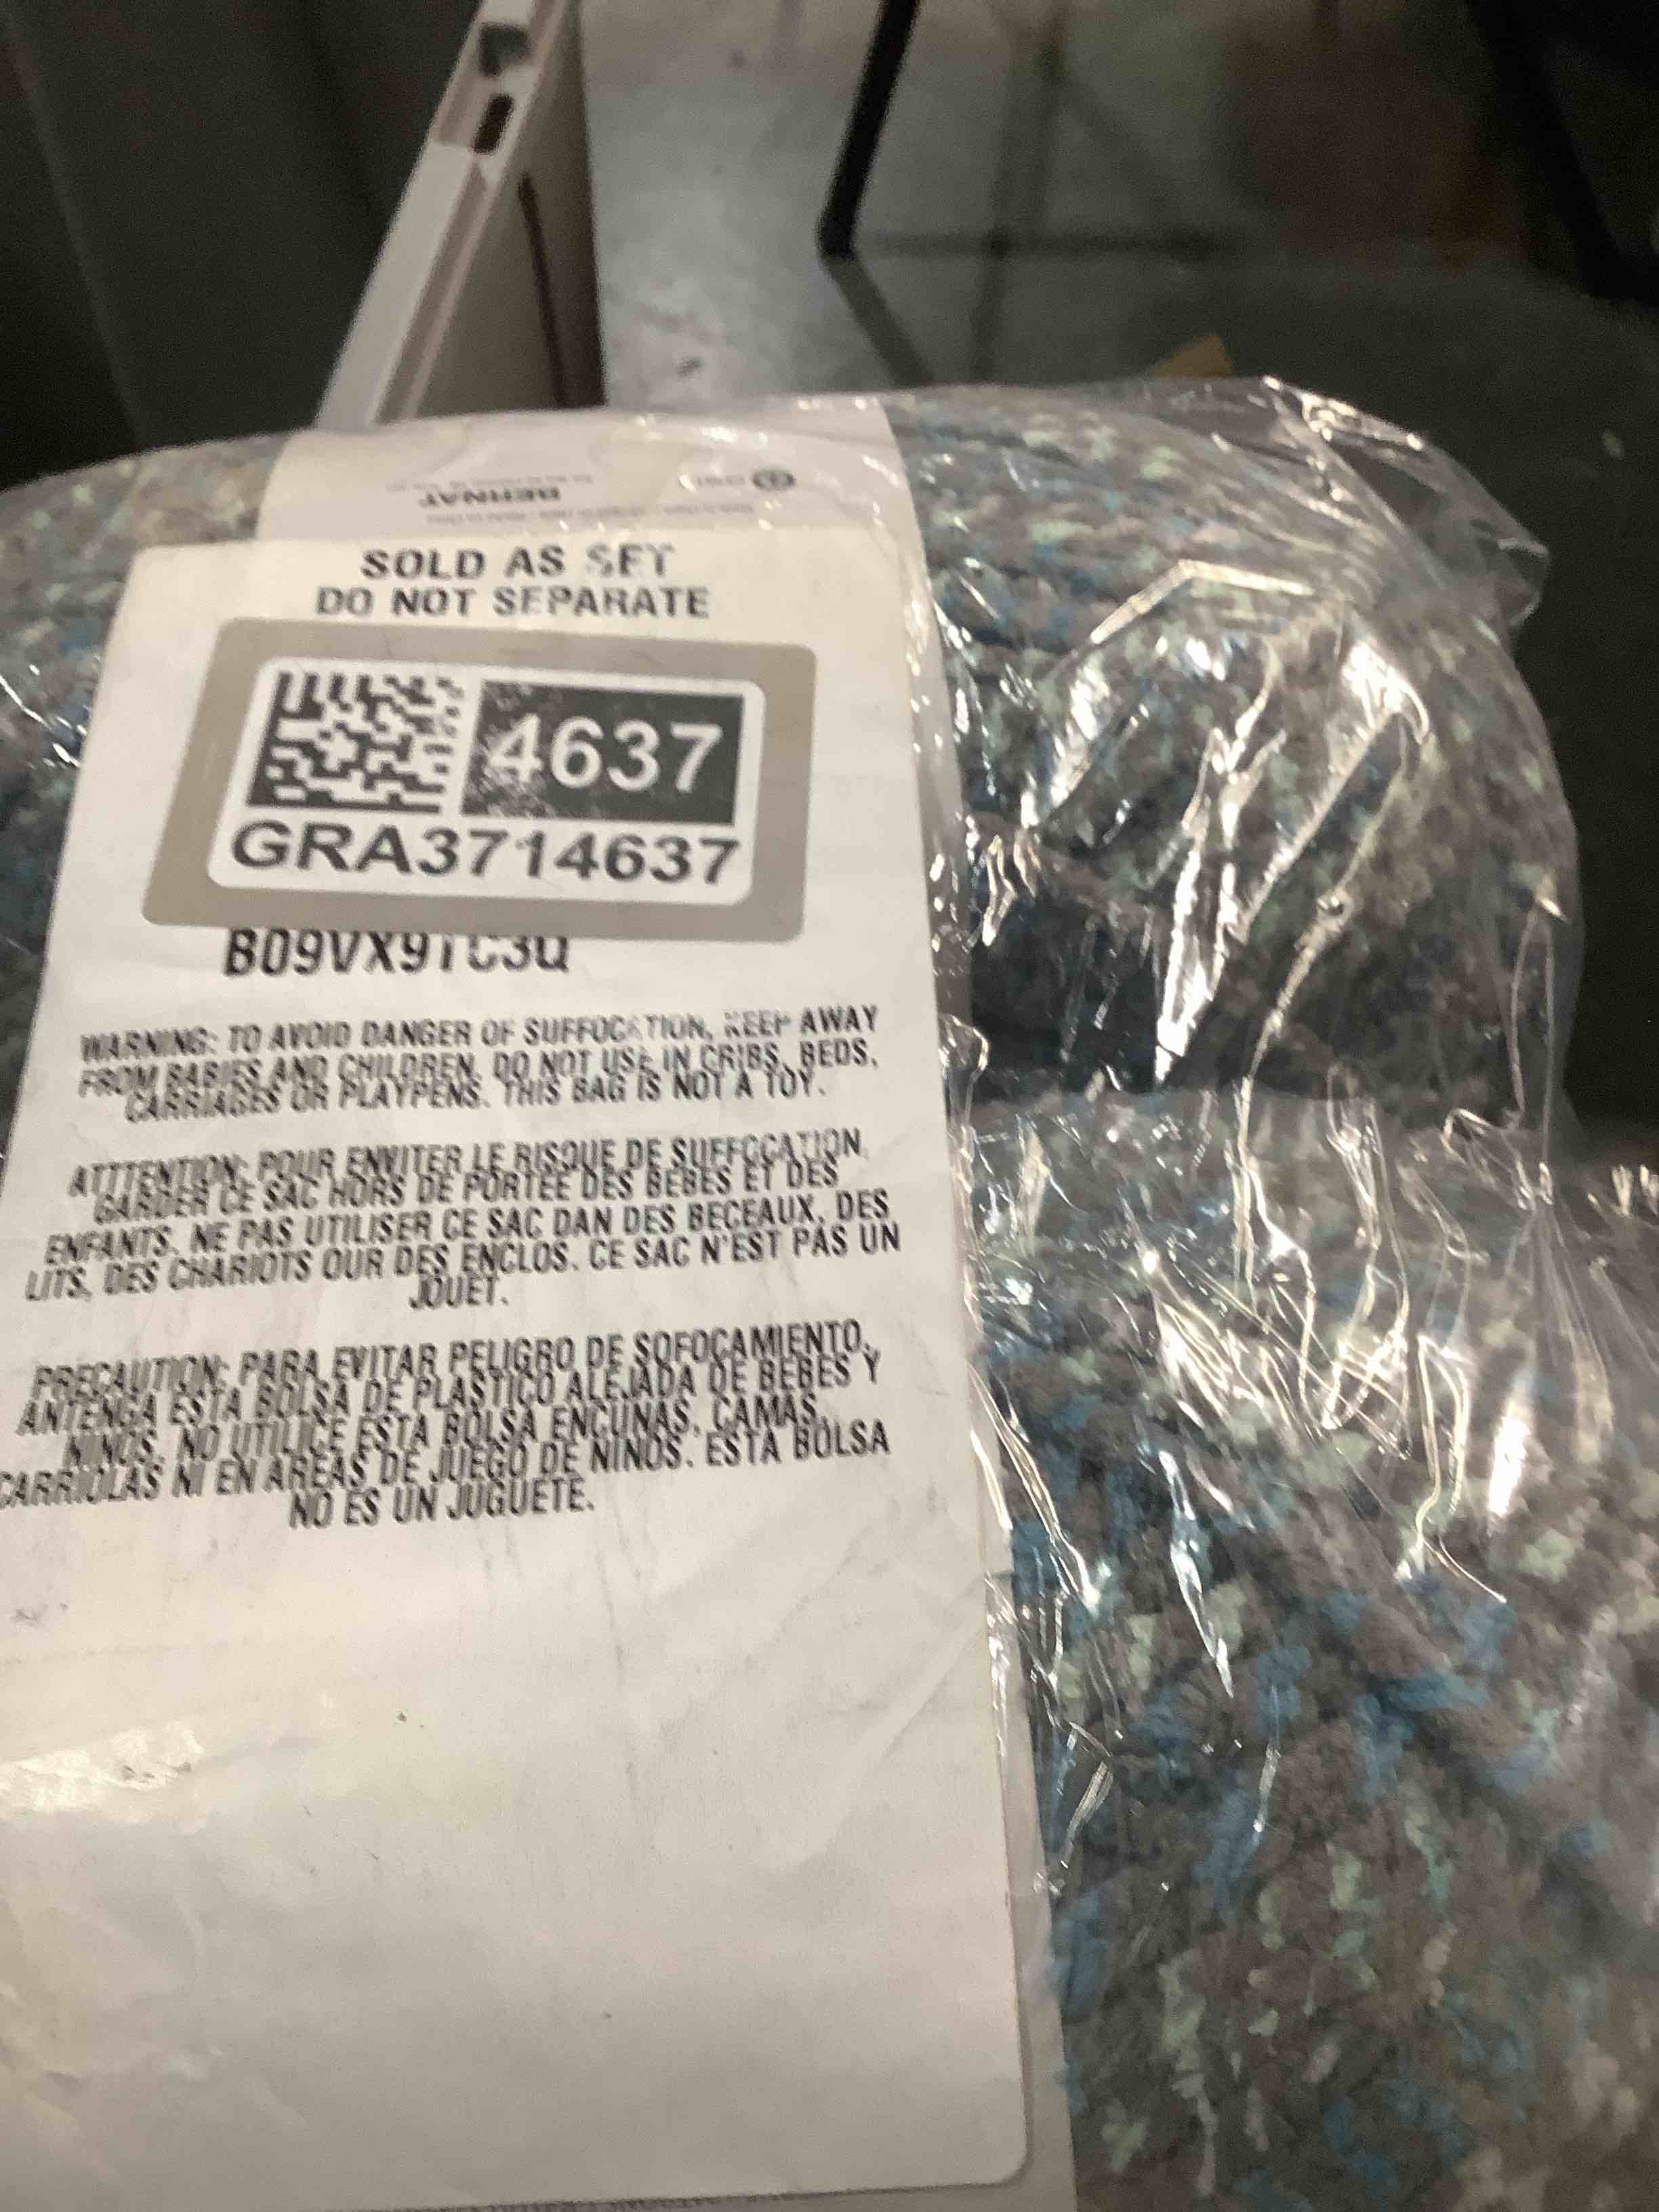 BERNAT
SOLD AS SET
DO NOT SEPARATE
4637
GRA3714637
B09VX91C3Q
WARNING: TO AVOID DANGER OF SUFFOCATION, KEEP AWAY
FROM BABIES AND CHILDREN. DO NOT USE IN CRIBS, BEDS,
CARRIAGES OR PLAYPENS. THIS BAG IS NOT A TOY.
ATTTENTION: POUR ENVITER LE RISQUE DE SUFFOCATION,
GARDER CE SAC HORS DE PORTEE DES BEBES ET DES
ENFANTS. NE PAS UTILISER CE SAC DAN DES BECEAUX, DES
LITS, DES CHARIOTS OUR DES ENCLOS. CE SAC N'EST PAS UN
JOUET.
PRECAUTION: PARA EVITAR PELIGRO DE SOFOCAMIENTO,
ANTENGA ESTA BOLSA DE PLASTICO ALEJADA DE BEBES Y
NINOS. NO UTILICE ESTA BOLSA ENCUNAS, CAMAS,
CARRIOLAS NI EN AREAS DE JUEGO DE NINOS. ESTA BOLSA
NO ES UN JUGUETE.